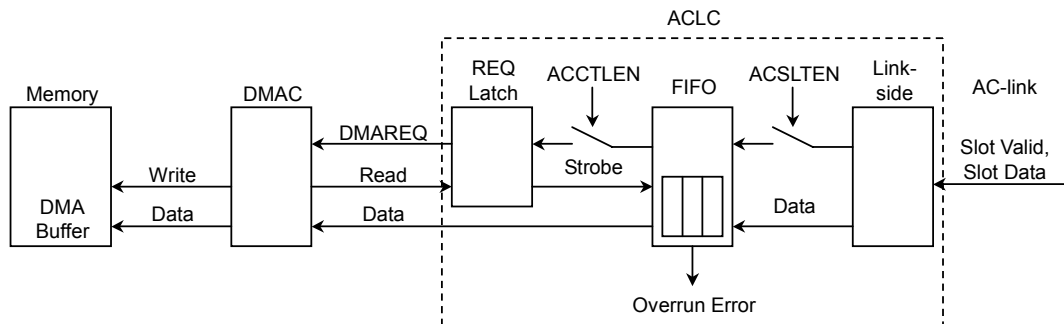 ACLC
REQ
Latch
ACCTLEN
FIFO
ACSLTEN
Link-
side
AC-link
Memory
DMAC
DMAREQ
Strobe
Slot Valid,
Slot Data
Write
Read
DMA
Buffer
Data
Data
Data
Overrun Error